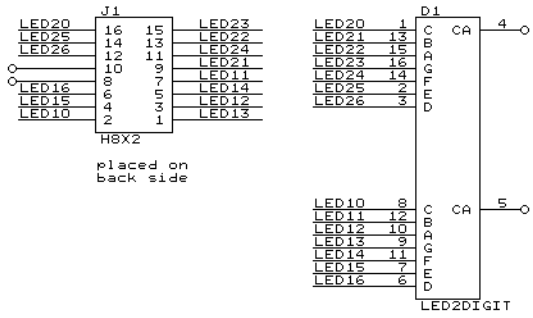 J1
LED20 16 15 LED23
LED25 14 13 LED22
LED26 12 11 LED24
10 9 LED21
8 7 LED11
LED16 6 5 LED14
LED15 4 3 LED12
LED10 2 1 LED13
H8X2
placed on
back side
D1
LED20 1 C CA 4
LED21 13 B
LED22 15 A
LED23 16 G
LED24 14 F
LED25 2 E
LED26 3 D
LED10 8 C CA 5
LED11 12 B
LED12 10 A
LED13 9 G
LED14 11 F
LED15 7 E
LED16 6 D
LED2DIGIT